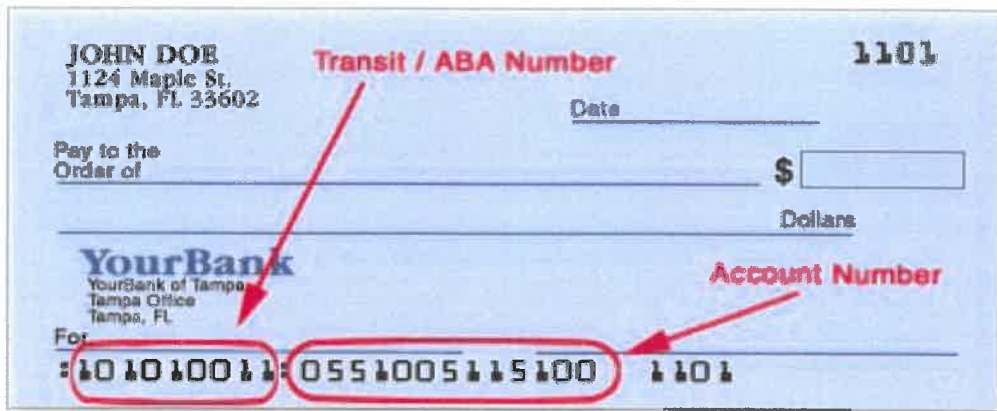 JOHN DOE
1124 Maple St.
Tampa, FL 33602
Transit / ABA Number
1101
Date
Pay to the
Order of
$
Dollars
YourBank
YourBank of Tampa
Tampa Office
Tampa, FL
Account Number
For
:101010011: 0551005115100 1101